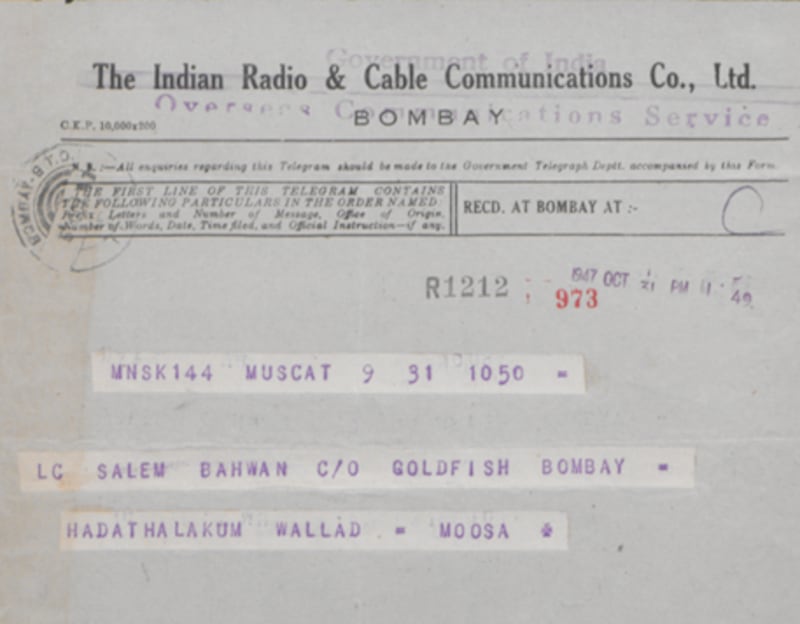 Government of India
The Indian Radio & Cable Communications Co., Ltd.
Overseas Communications Service
C.K.P. 10,000x200
BOMBAY
N. B. :—All enquiries regarding this Telegram should be made to the Government Telegraph Deptt. accompanied by this Form.
THE FIRST LINE OF THIS TELEGRAM CONTAINS
THE FOLLOWING PARTICULARS IN THE ORDER NAMED:
Prefix Letters and Number of Message, Office of Origin,
Number of Words, Date, Time filed, and Official Instruction—if any.
RECD. AT BOMBAY AT :-
BOMBAY
R1212 ; 973
1947 OCT 31 PM 11 49
MNSK144 MUSCAT 9 31 1050 =
LC SALEM BAHWAN C/O GOLDFISH BOMBAY =
HADATHALAKUM WALLAD = MOOSA